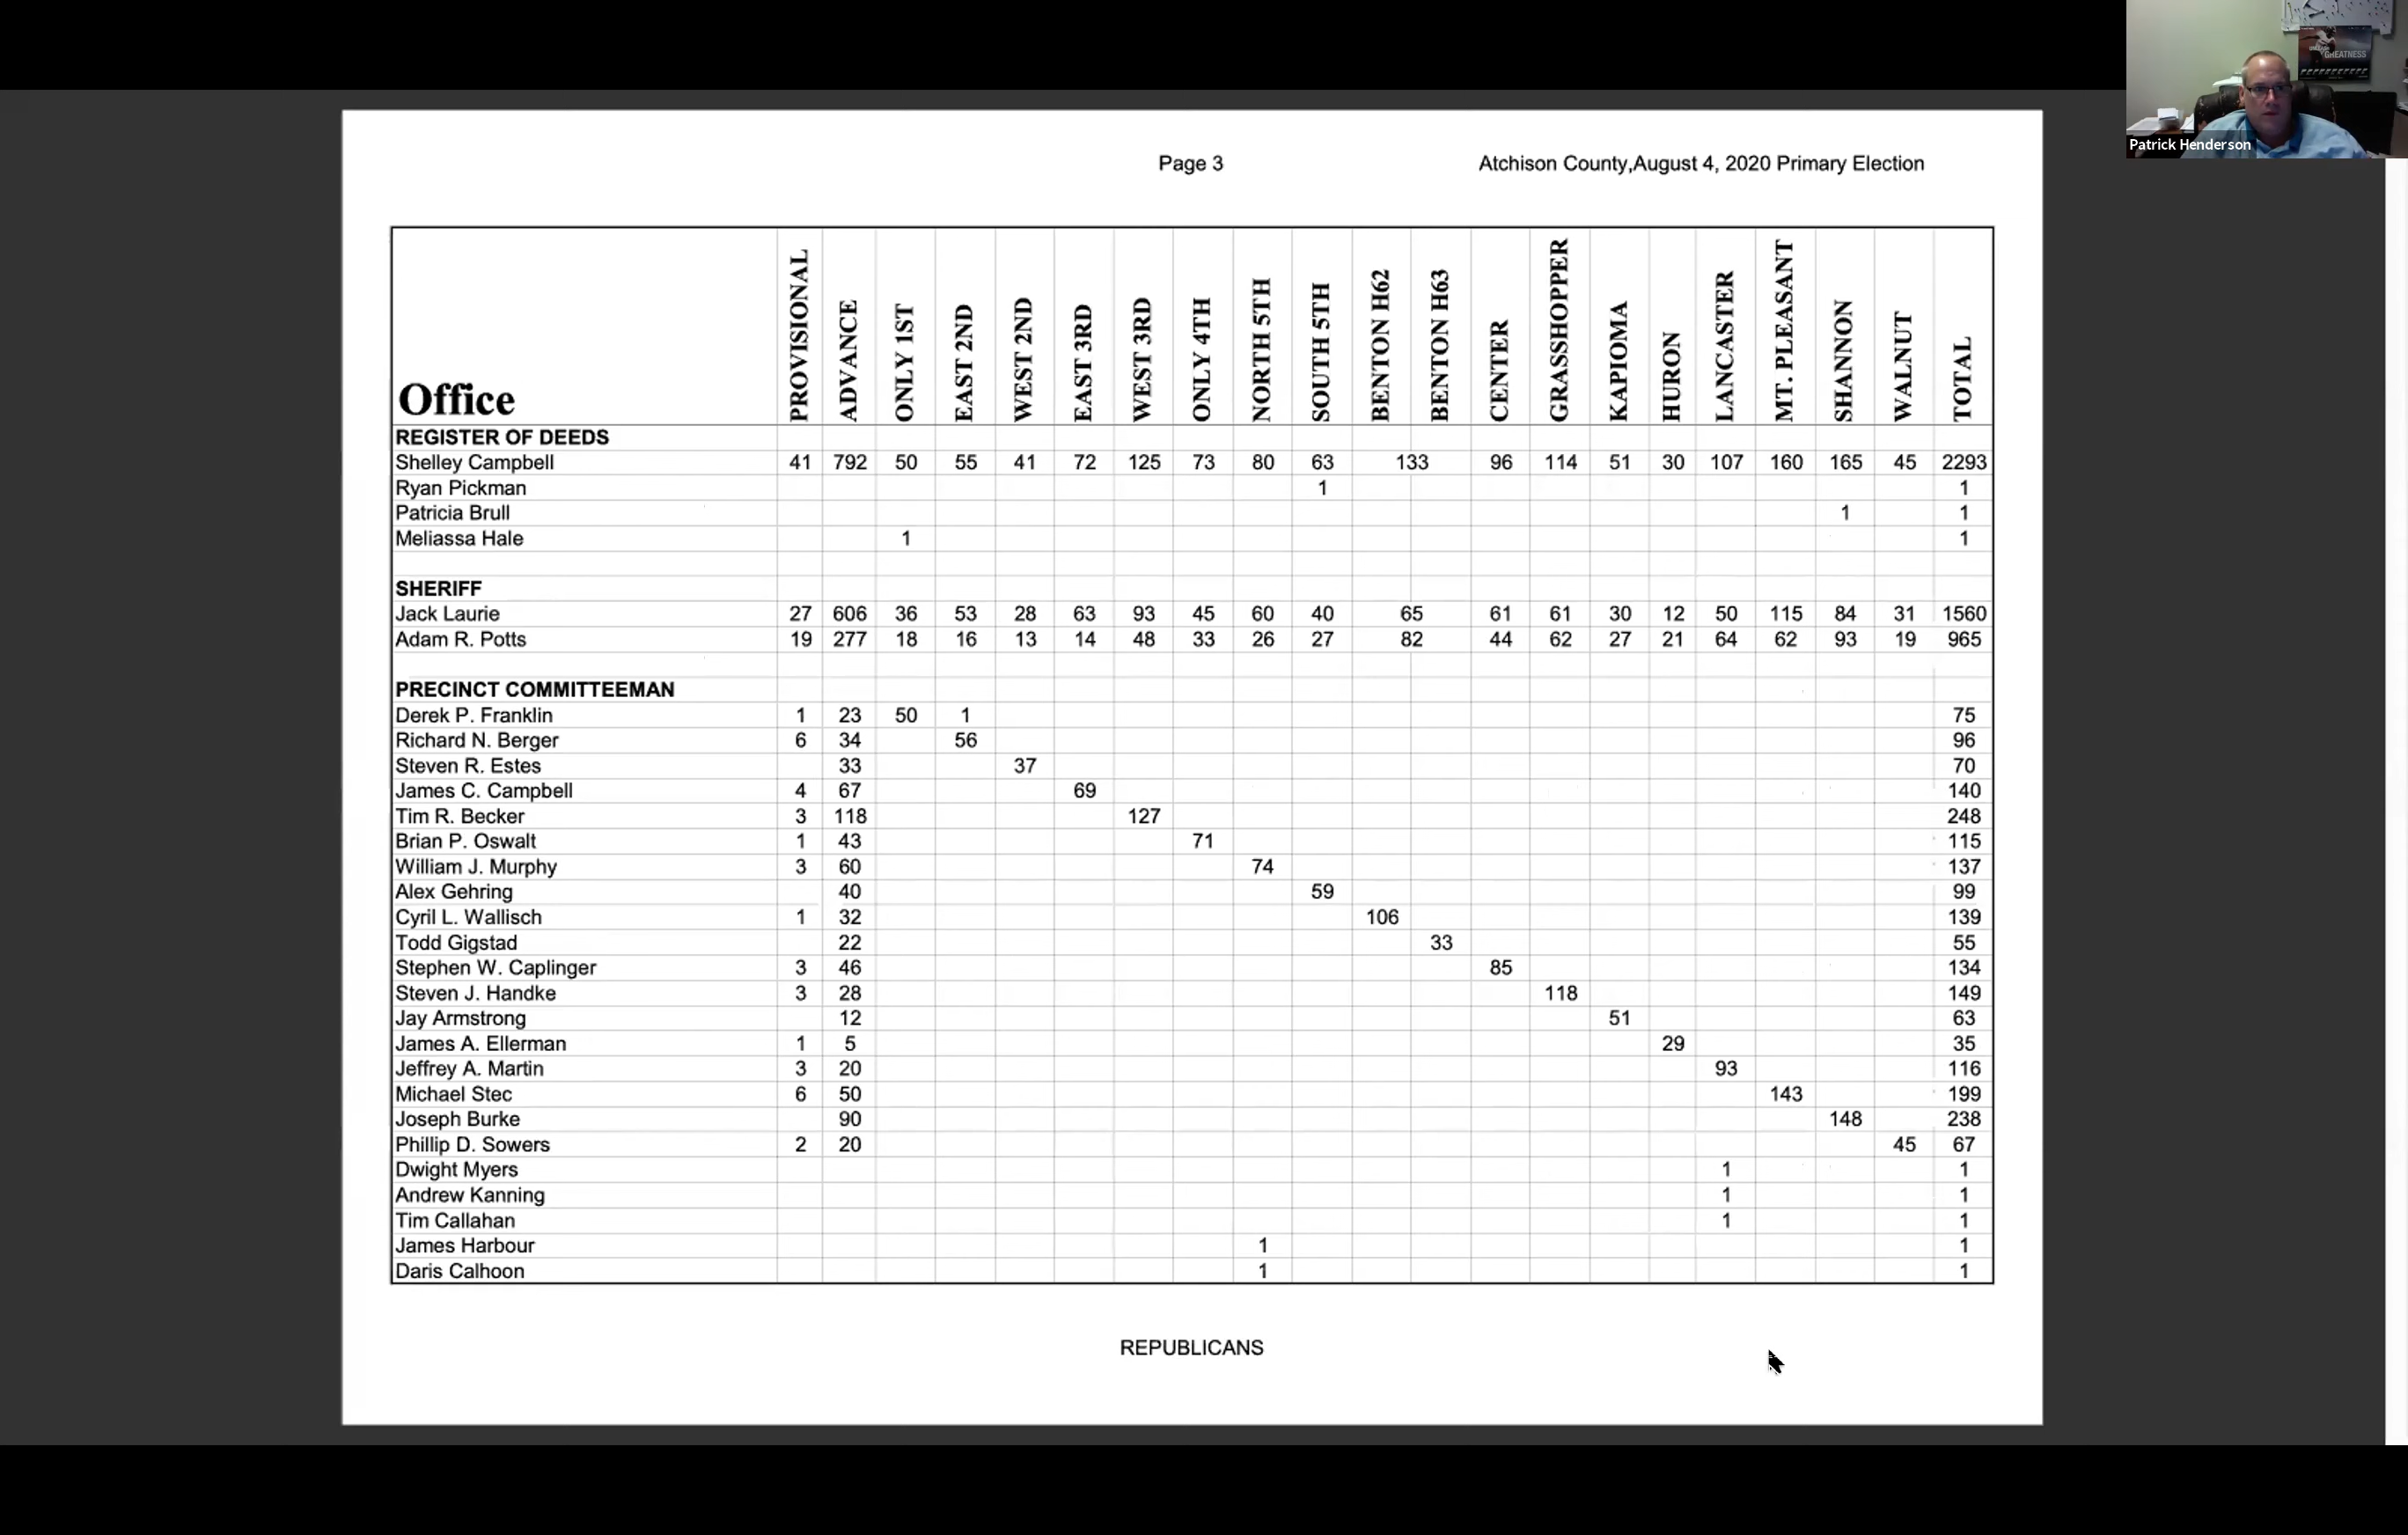 GREATNESS
Patrick Henderson
Page 3 Atchison County,August 4, 2020 Primary Election
Office PROVISIONAL ADVANCE ONLY 1ST EAST 2ND WEST 2ND EAST 3RD WEST 3RD ONLY 4TH NORTH 5TH SOUTH 5TH BENTON H62 BENTON H63 CENTER GRASSHOPPER KAPIOMA HURON LANCASTER MT. PLEASANT SHANNON WALNUT TOTAL
REGISTER OF DEEDS
Shelley Campbell 41 792 50 55 41 72 125 73 80 63 133 96 114 51 30 107 160 165 45 2293
Ryan Pickman 1 1
Patricia Brull 1 1
Meliassa Hale 1 1
SHERIFF
Jack Laurie 27 606 36 53 28 63 93 45 60 40 65 61 61 30 12 50 115 84 31 1560
Adam R. Potts 19 277 18 16 13 14 48 33 26 27 82 44 62 27 21 64 62 93 19 965
PRECINCT COMMITTEEMAN
Derek P. Franklin 1 23 50 1 75
Richard N. Berger 6 34 56 96
Steven R. Estes 33 37 70
James C. Campbell 4 67 69 140
Tim R. Becker 3 118 127 248
Brian P. Oswalt 1 43 71 115
William J. Murphy 3 60 74 137
Alex Gehring 40 59 99
Cyril L. Wallisch 1 32 106 139
Todd Gigstad 22 33 55
Stephen W. Caplinger 3 46 85 134
Steven J. Handke 3 28 118 149
Jay Armstrong 12 51 63
James A. Ellerman 1 5 29 35
Jeffrey A. Martin 3 20 93 116
Michael Stec 6 50 143 199
Joseph Burke 90 148 238
Phillip D. Sowers 2 20 45 67
Dwight Myers 1 1
Andrew Kanning 1 1
Tim Callahan 1 1
James Harbour 1 1
Daris Calhoon 1 1
REPUBLICANS